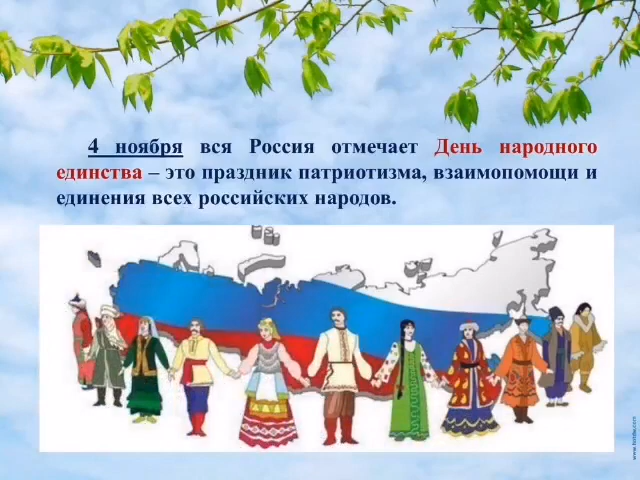 4 ноября вся Россия отмечает День народного
единства – это праздник патриотизма, взаимопомощи и
единения всех российских народов.